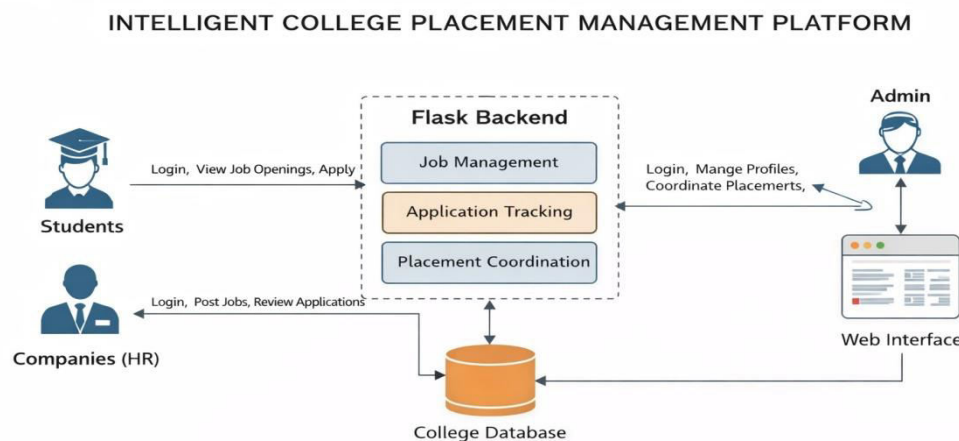 INTELLIGENT COLLEGE PLACEMENT MANAGEMENT PLATFORM
Admin
Flask Backend
Job Management
Login, View Job Openings, Apply
Login, Mange Profiles,
Coordinate Placemerts,
Application Tracking
Students
Placement Coordination
Login, Post Jobs, Review Applications
Web Interface
Companies (HR)
College Database